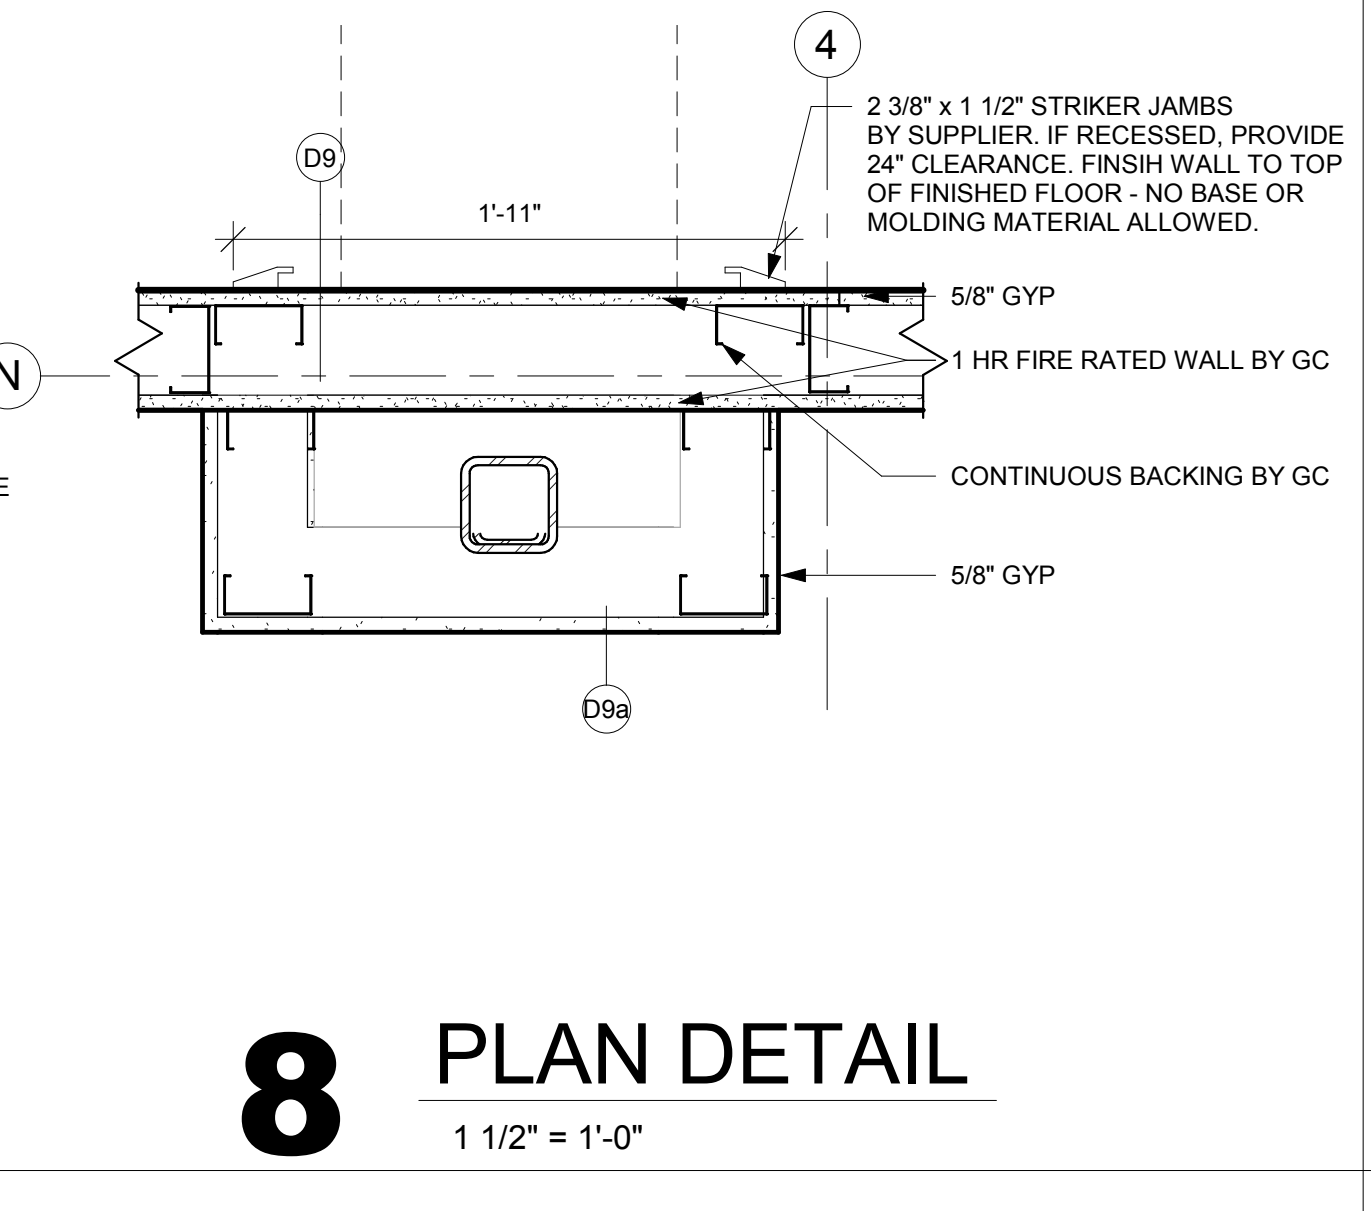 4
2 3/8" x 1 1/2" STRIKER JAMBS
BY SUPPLIER. IF RECESSED, PROVIDE
24" CLEARANCE. FINSIH WALL TO TOP
OF FINISHED FLOOR - NO BASE OR
MOLDING MATERIAL ALLOWED.
D9
1'-11"
5/8" GYP
1 HR FIRE RATED WALL BY GC
N
CONTINUOUS BACKING BY GC
E
5/8" GYP
D9a
8
PLAN DETAIL
1 1/2" = 1'-0"